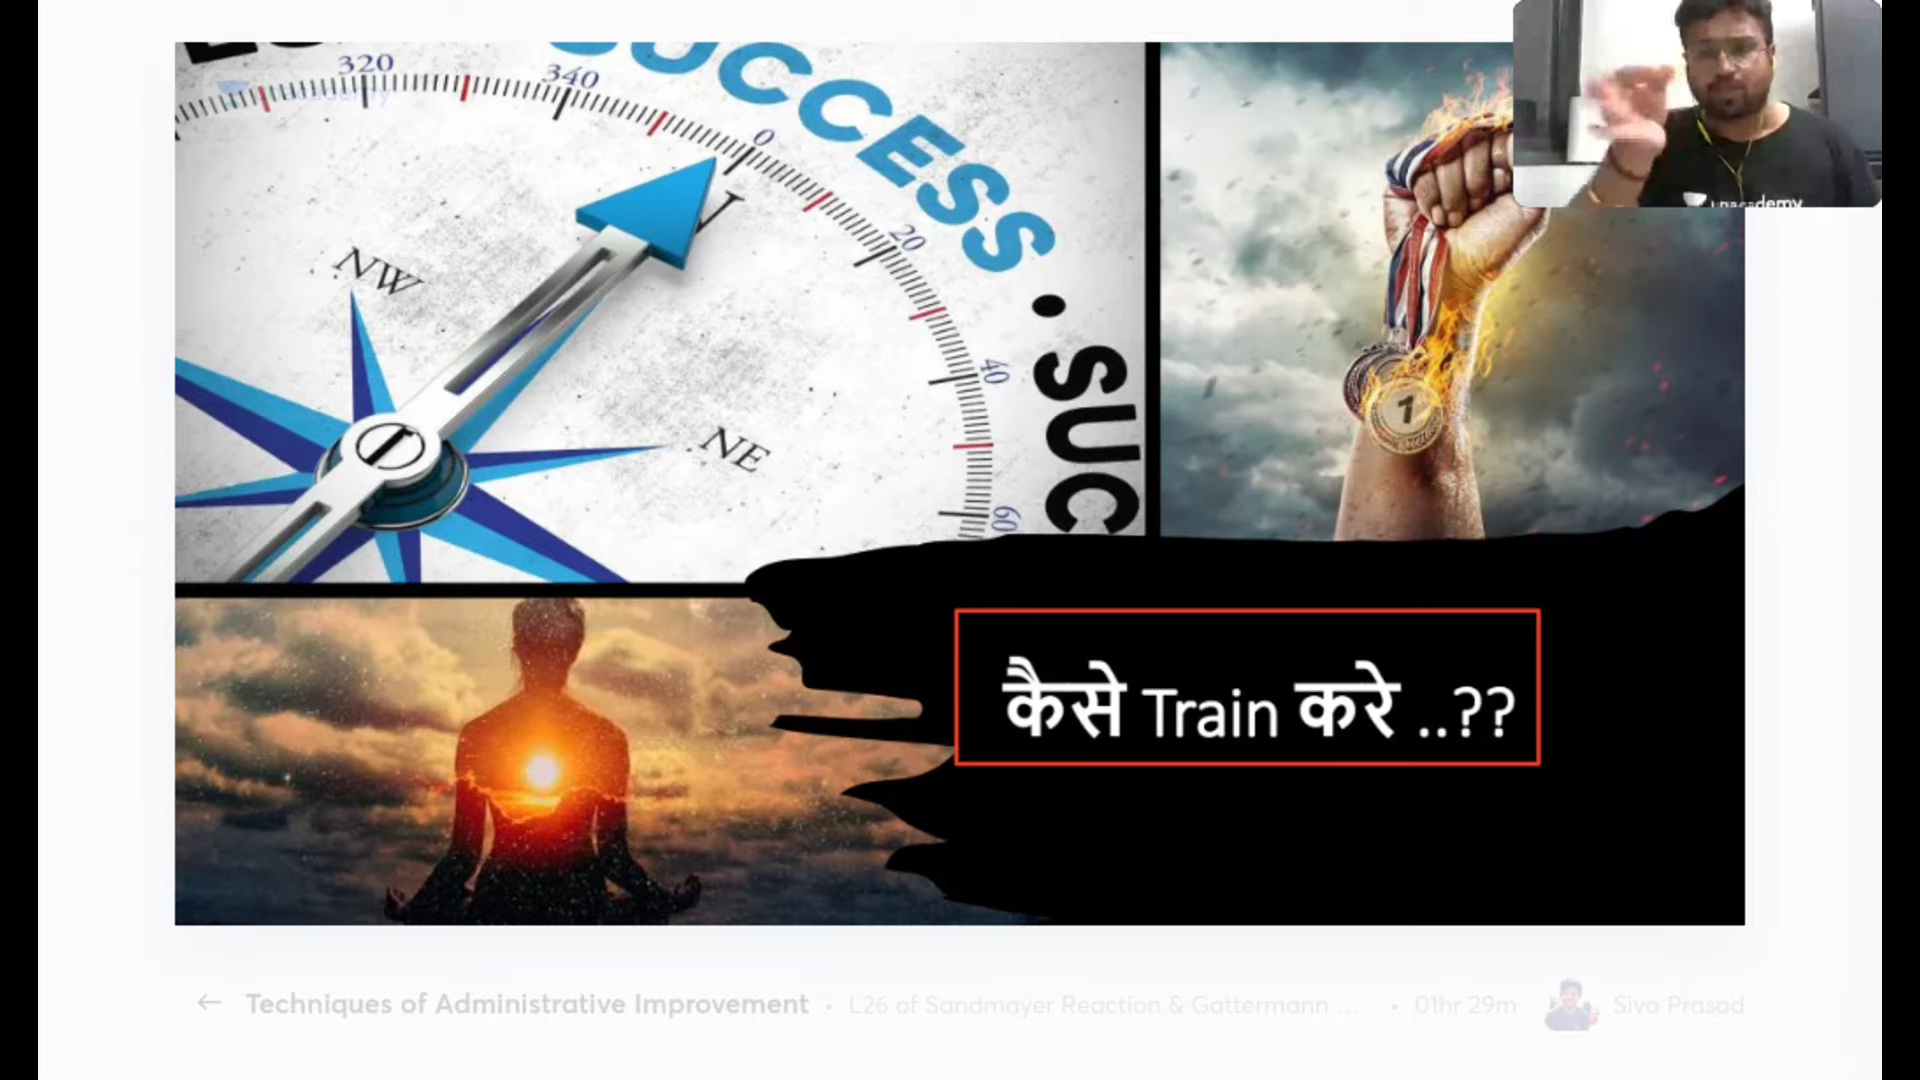 SUCCESS • SUC
320
340
0
20
40
60
NW
NE
1
कैसे Train करे ..??
← Techniques of Administrative Improvement • L26 of Sandmayer Reaction & Gattermann ... • 01hr 29m Siva Prasad